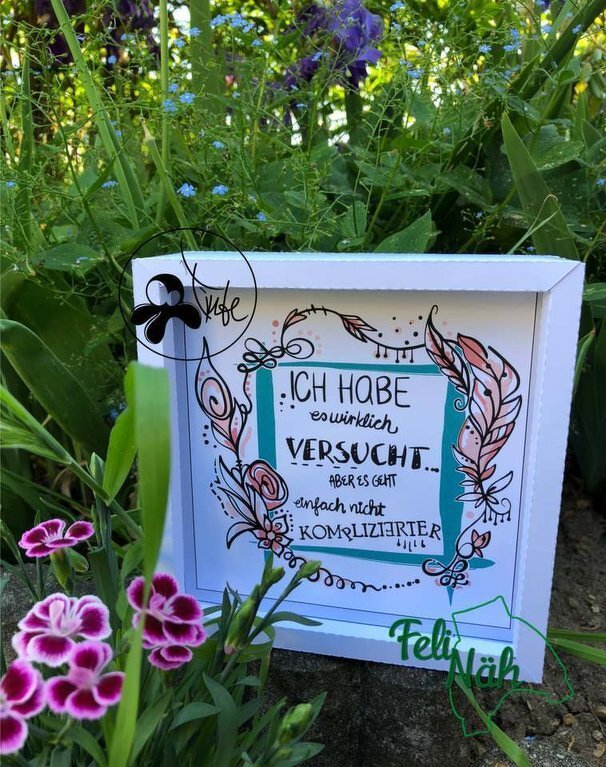 ICH HABE
es wirklich
VERSUCHT...
ABER ES GEHT
einfach nicht
KOMPLIZIERTER
Feli
Näh